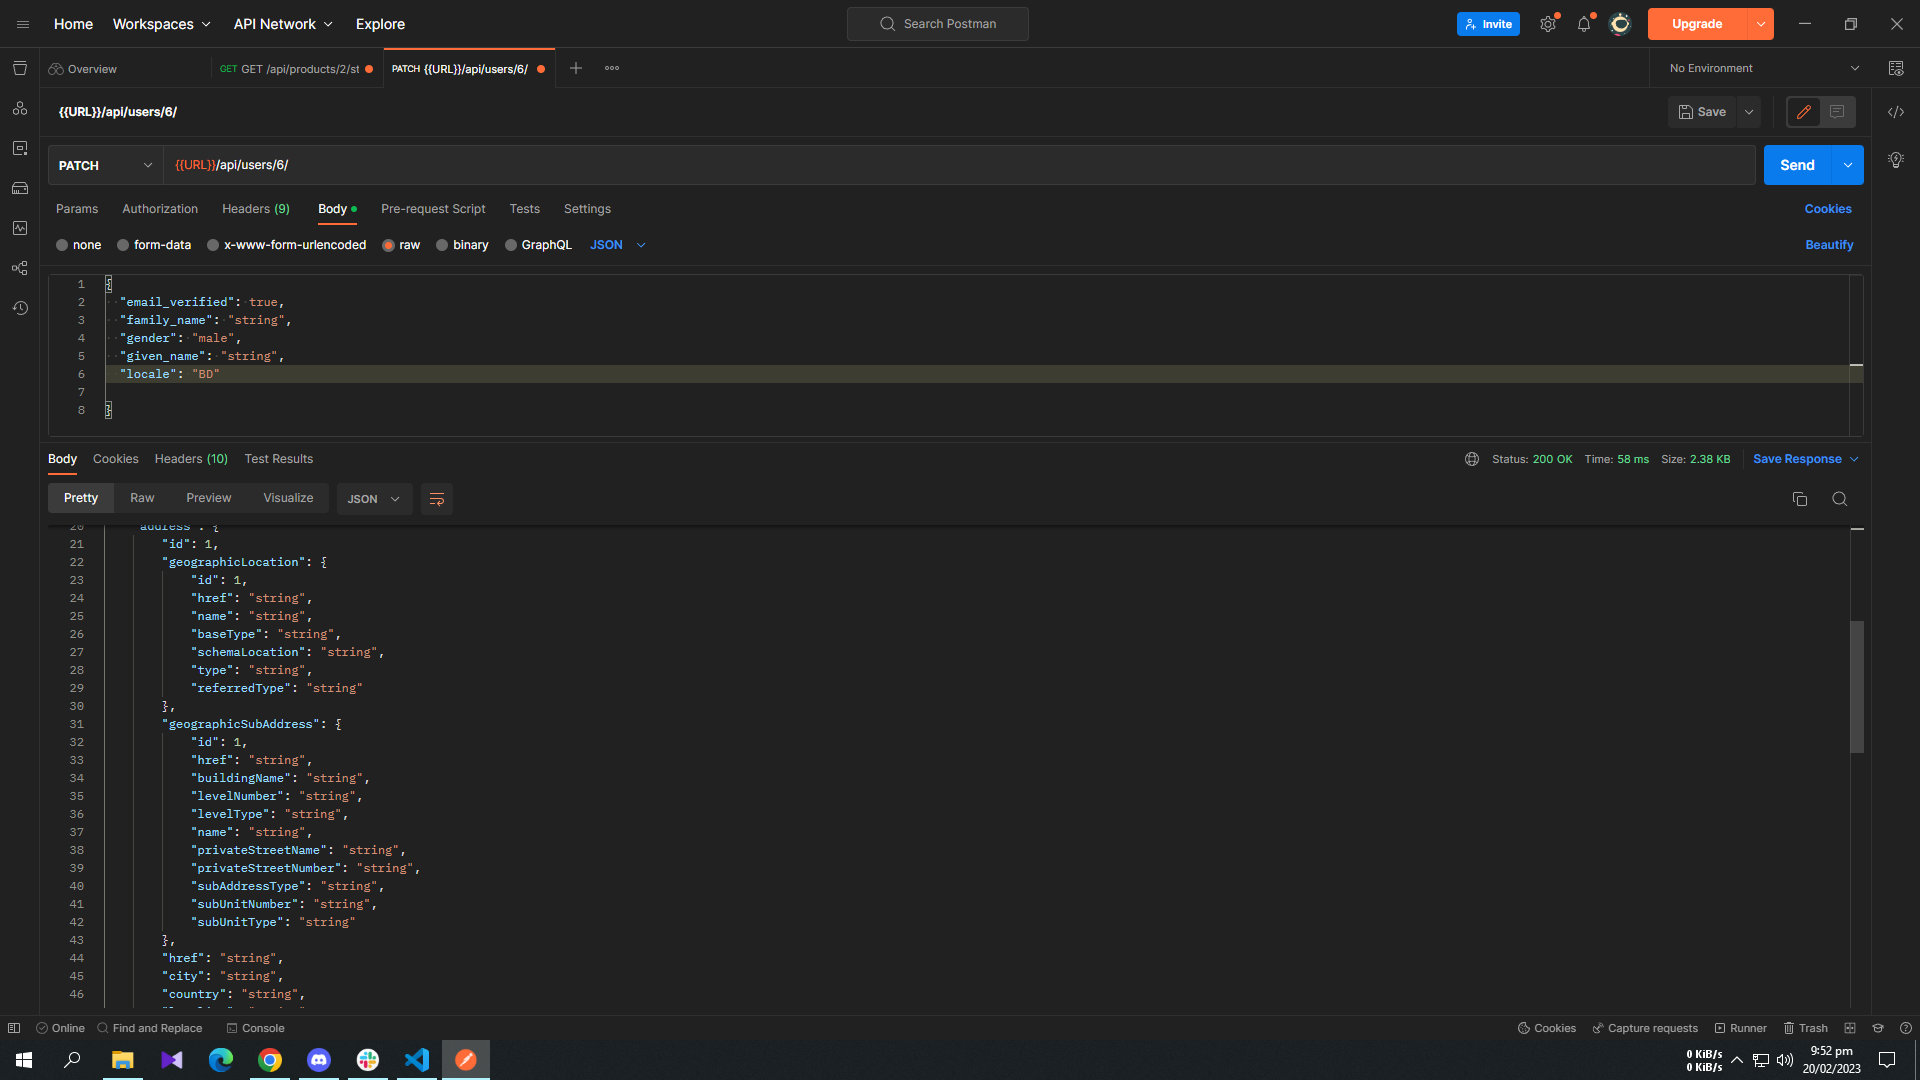 Home Workspaces API Network Explore Search Postman Invite Upgrade
Overview GET GET /api/products/2/st PATCH {{URL}}/api/users/6/ No Environment
{{URL}}/api/users/6/ Save
PATCH {{URL}}/api/users/6/ Send
Params Authorization Headers (9) Body Pre-request Script Tests Settings Cookies
none form-data x-www-form-urlencoded raw binary GraphQL JSON Beautify
1 {
2 "email_verified": true,
3 "family_name": "string",
4 "gender": "male",
5 "given_name": "string",
6 "locale": "BD"
7
8 }
Body Cookies Headers (10) Test Results Status: 200 OK Time: 58 ms Size: 2.38 KB Save Response
Pretty Raw Preview Visualize JSON
20 "address": {
21 "id": 1,
22 "geographicLocation": {
23 "id": 1,
24 "href": "string",
25 "name": "string",
26 "baseType": "string",
27 "schemaLocation": "string",
28 "type": "string",
29 "referredType": "string"
30 },
31 "geographicSubAddress": {
32 "id": 1,
33 "href": "string",
34 "buildingName": "string",
35 "levelNumber": "string",
36 "levelType": "string",
37 "name": "string",
38 "privateStreetName": "string",
39 "privateStreetNumber": "string",
40 "subAddressType": "string",
41 "subUnitNumber": "string",
42 "subUnitType": "string"
43 },
44 "href": "string",
45 "city": "string",
46 "country": "string",
Online Find and Replace Console Cookies Capture requests Runner Trash
0 KiB/s 9:52 pm
0 KiB/s 20/02/2023